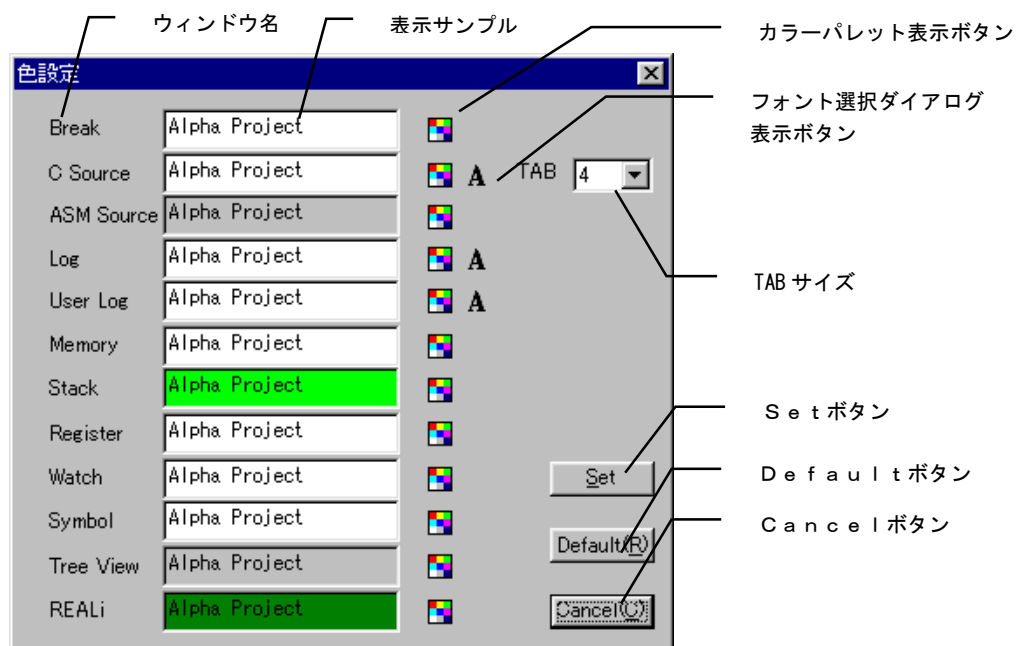 ウィンドウ名
表示サンプル
カラーパレット表示ボタン
色設定
フォント選択ダイアログ
表示ボタン
Break Alpha Project
C Source Alpha Project A TAB 4
ASM Source Alpha Project
Log Alpha Project A
TABサイズ
User Log Alpha Project A
Memory Alpha Project
Stack Alpha Project
Ｓｅｔボタン
Register Alpha Project
Watch Alpha Project Set
Ｄｅｆａｕｌｔボタン
Symbol Alpha Project
Ｃａｎｃｅｌボタン
Default(R)
Tree View Alpha Project
REALi Alpha Project Cancel(C)